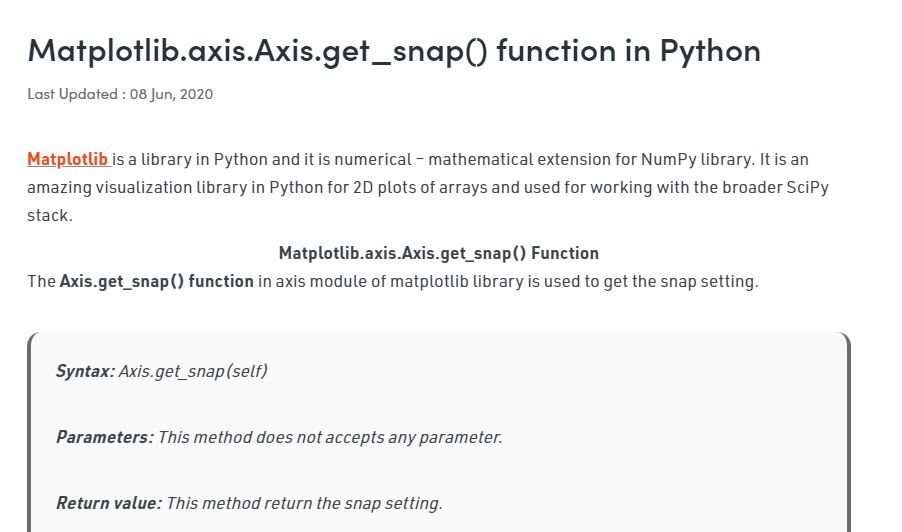 Matplotlib.axis.Axis.get_snap() function in Python
Last Updated : 08 Jun, 2020
Matplotlib is a library in Python and it is numerical – mathematical extension for NumPy library. It is an
amazing visualization library in Python for 2D plots of arrays and used for working with the broader SciPy
stack.
Matplotlib.axis.Axis.get_snap() Function
The Axis.get_snap() function in axis module of matplotlib library is used to get the snap setting.
Syntax: Axis.get_snap(self)
Parameters: This method does not accepts any parameter.
Return value: This method return the snap setting.